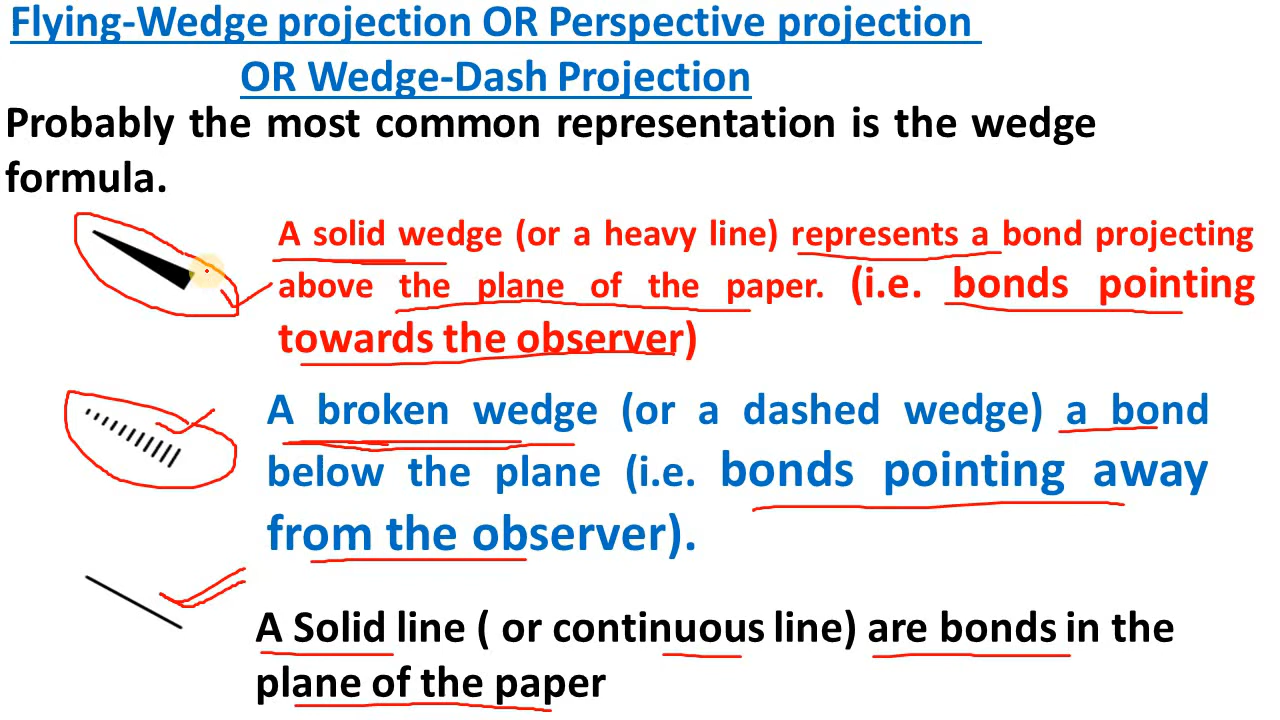 Flying-Wedge projection OR Perspective projection
OR Wedge-Dash Projection
Probably the most common representation is the wedge
formula.
A solid wedge (or a heavy line) represents a bond projecting
above the plane of the paper. (i.e. bonds pointing
towards the observer)
A broken wedge (or a dashed wedge) a bond
below the plane (i.e. bonds pointing away
from the observer).
A Solid line ( or continuous line) are bonds in the
plane of the paper